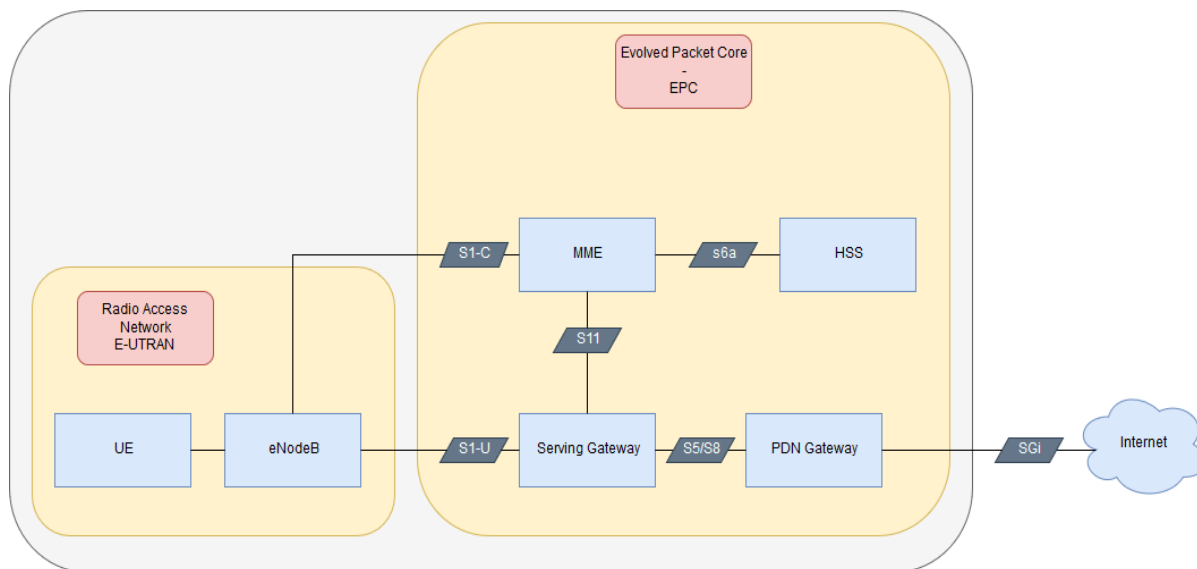 Evolved Packet Core
-
EPC
S1-C
MME
s6a
HSS
Radio Access
Network
E-UTRAN
S11
UE
eNodeB
S1-U
Serving Gateway
S5/S8
PDN Gateway
SGi
Internet